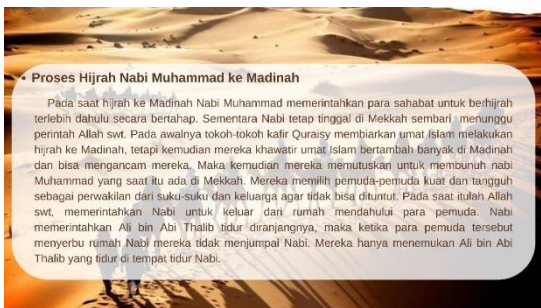 • Proses Hijrah Nabi Muhammad ke Madinah
Pada saat hijrah ke Madinah Nabi Muhammad memerintahkan para sahabat untuk berhijrah
terlebih dahulu secara bertahap. Sementara Nabi tetap tinggal di Mekkah sembari menunggu
perintah Allah swt. Pada awalnya tokoh-tokoh kafir Quraisy membiarkan umat Islam melakukan
hijrah ke Madinah, tetapi kemudian mereka khawatir umat Islam bertambah banyak di Madinah
dan bisa mengancam mereka. Maka kemudian mereka memutuskan untuk membunuh nabi
Muhammad yang saat itu ada di Mekkah. Mereka memilih pemuda-pemuda kuat dan tangguh
sebagai perwakilan dari suku-suku dan keluarga agar tidak bisa dituntut. Pada saat itulah Allah
swt, memerintahkan Nabi untuk keluar dari rumah mendahului para pemuda. Nabi
memerintahkan Ali bin Abi Thalib tidur diranjangnya, maka ketika para pemuda tersebut
menyerbu rumah Nabi mereka tidak menjumpai Nabi. Mereka hanya menemukan Ali bin Abi
Thalib yang tidur di tempat tidur Nabi.